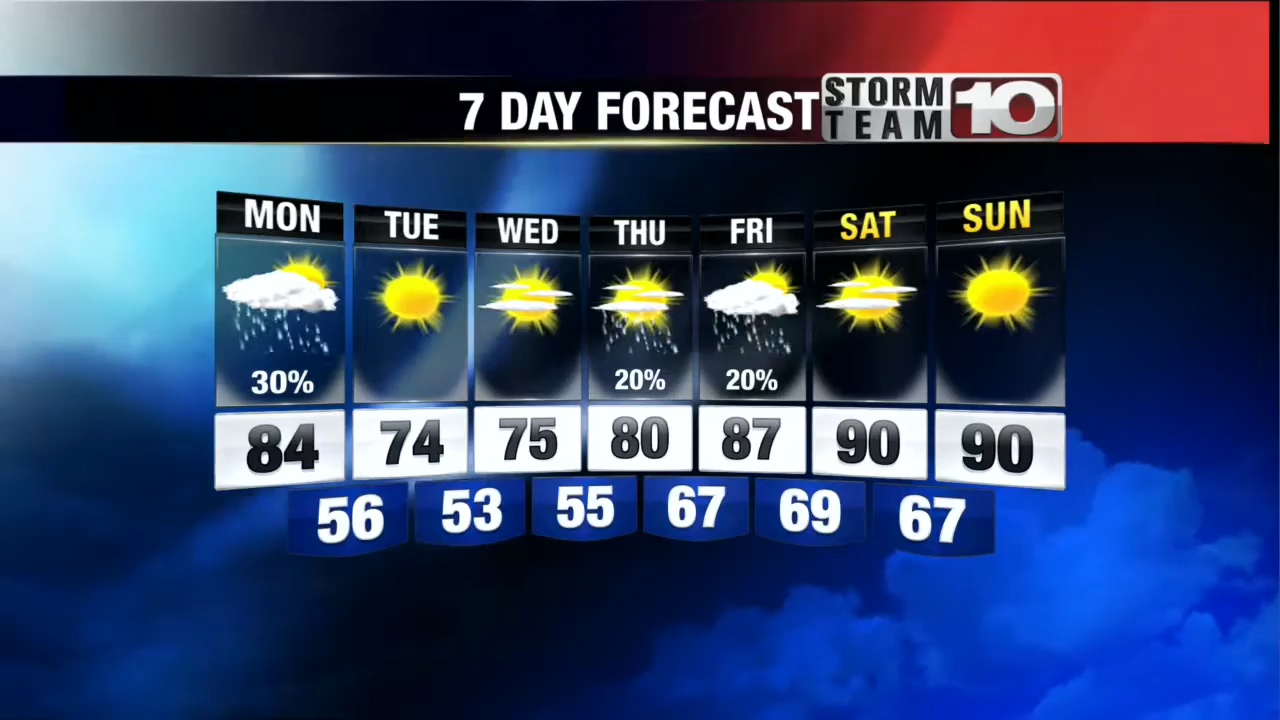 7 DAY FORECAST
STORM
TEAM
10
MON TUE WED THU FRI SAT SUN
30% 20% 20%
84 74 75 80 87 90 90
56 53 55 67 69 67